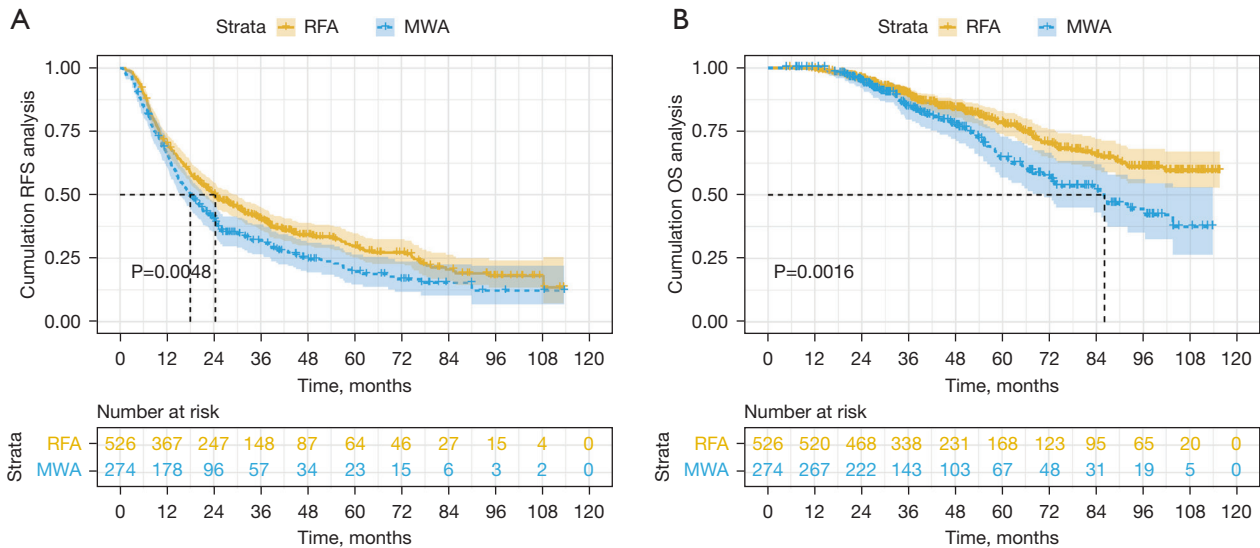 A
Strata RFA MWA
Cumulation RFS analysis
1.00
0.75
0.50
0.25
0.00
P=0.0048
0 12 24 36 48 60 72 84 96 108 120
Time, months
Number at risk
Strata
RFA 526 367 247 148 87 64 46 27 15 4 0
MWA 274 178 96 57 34 23 15 6 3 2 0
0 12 24 36 48 60 72 84 96 108 120
Time, months
B
Strata RFA MWA
Cumulation OS analysis
1.00
0.75
0.50
0.25
0.00
P=0.0016
0 12 24 36 48 60 72 84 96 108 120
Time, months
Number at risk
Strata
RFA 526 520 468 338 231 168 123 95 65 20 0
MWA 274 267 222 143 103 67 48 31 19 5 0
0 12 24 36 48 60 72 84 96 108 120
Time, months